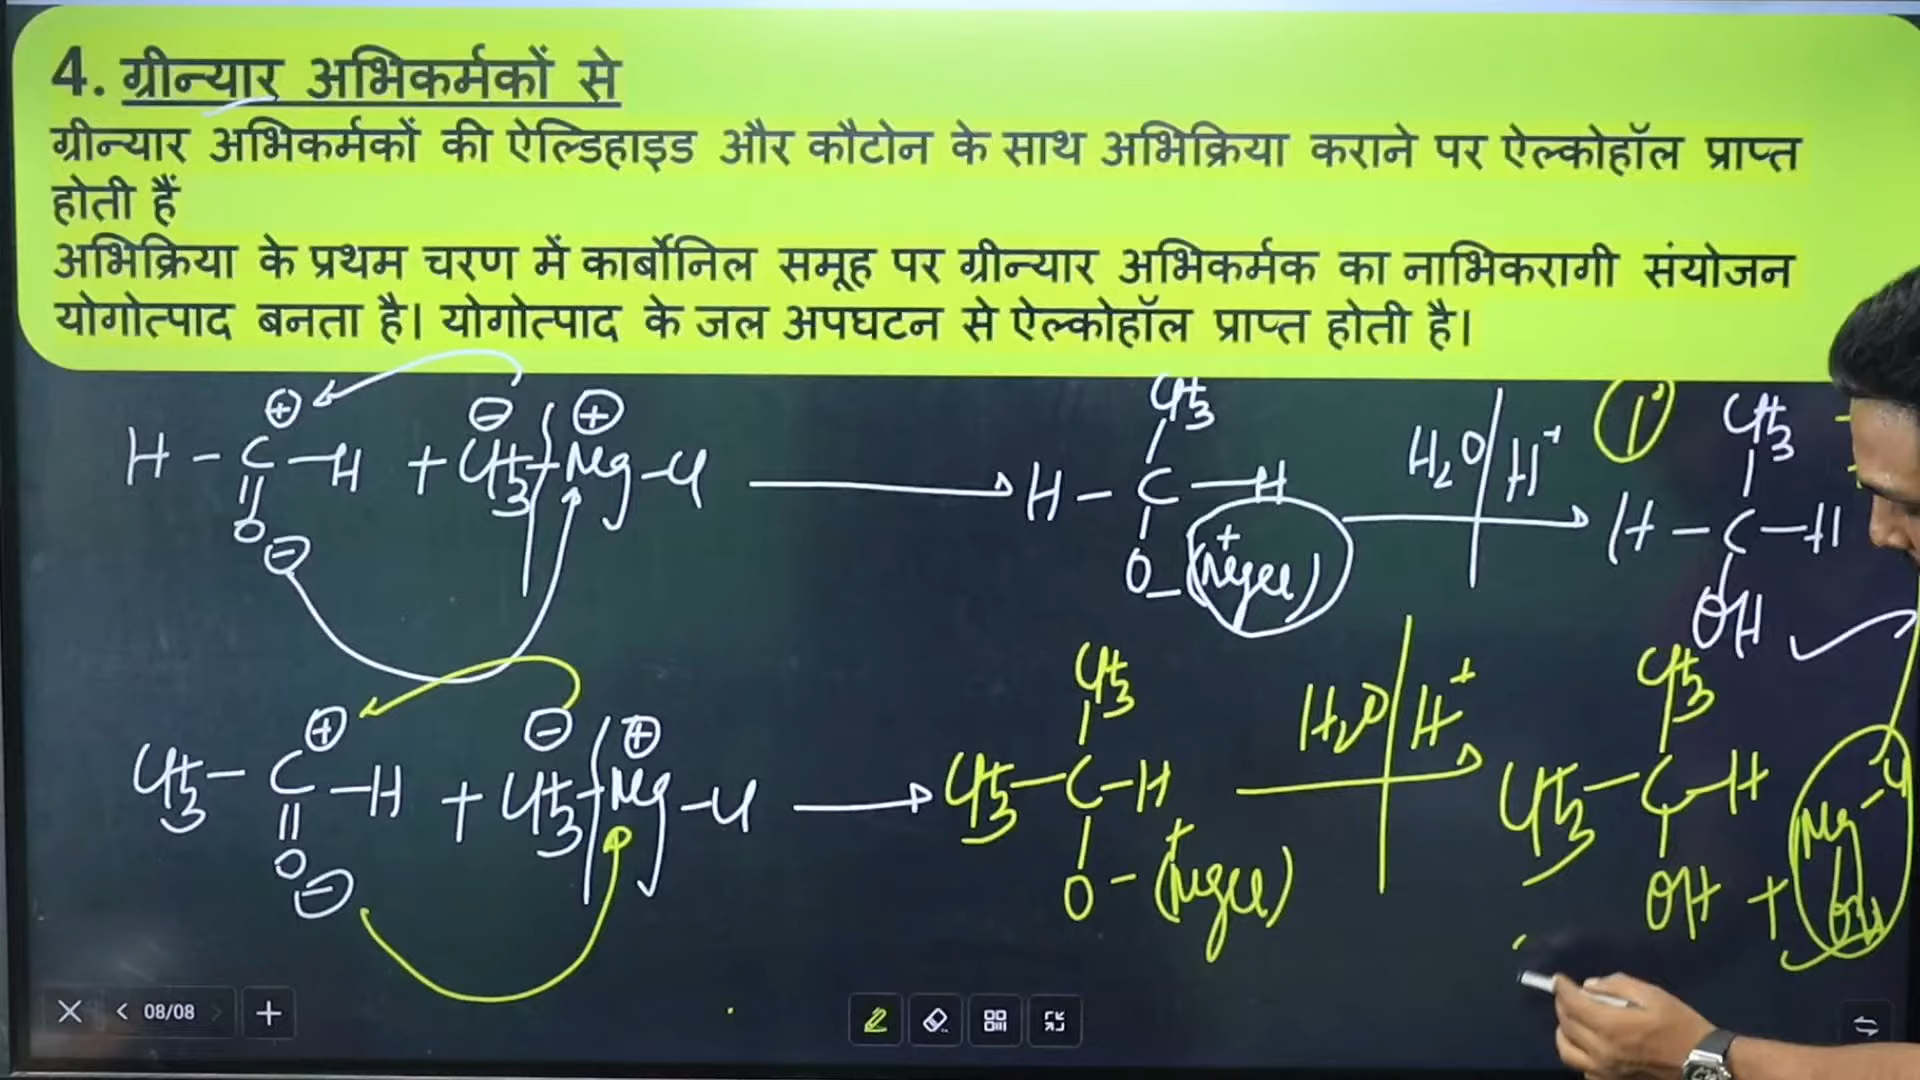 4. ग्रीन्यार अभिकर्मकों से
ग्रीन्यार अभिकर्मकों की ऐल्डिहाइड और कौटोन के साथ अभिक्रिया कराने पर ऐल्कोहॉल प्राप्त
होती हैं
अभिक्रिया के प्रथम चरण में कार्बोनिल समूह पर ग्रीन्यार अभिकर्मक का नाभिकरागी संयोजन
योगोत्पाद बनता है। योगोत्पाद के जल अपघटन से ऐल्कोहॉल प्राप्त होती है।
⊕ ⊖ ⊕ CH3 1° CH3
H – C – H + CH3 – Mg – Cl → H – C – H H2O / H+ → H – C – H
O ⊖ O – (MgCl)+ OH
⊕ ⊖ ⊕ CH3 H2O / H+ CH3
CH3 – C – H + CH3 – Mg – Cl → CH3 – C – H → CH3 – C – H Mg – Cl
O ⊖ O – (MgCl)+ OH + OH
08/08